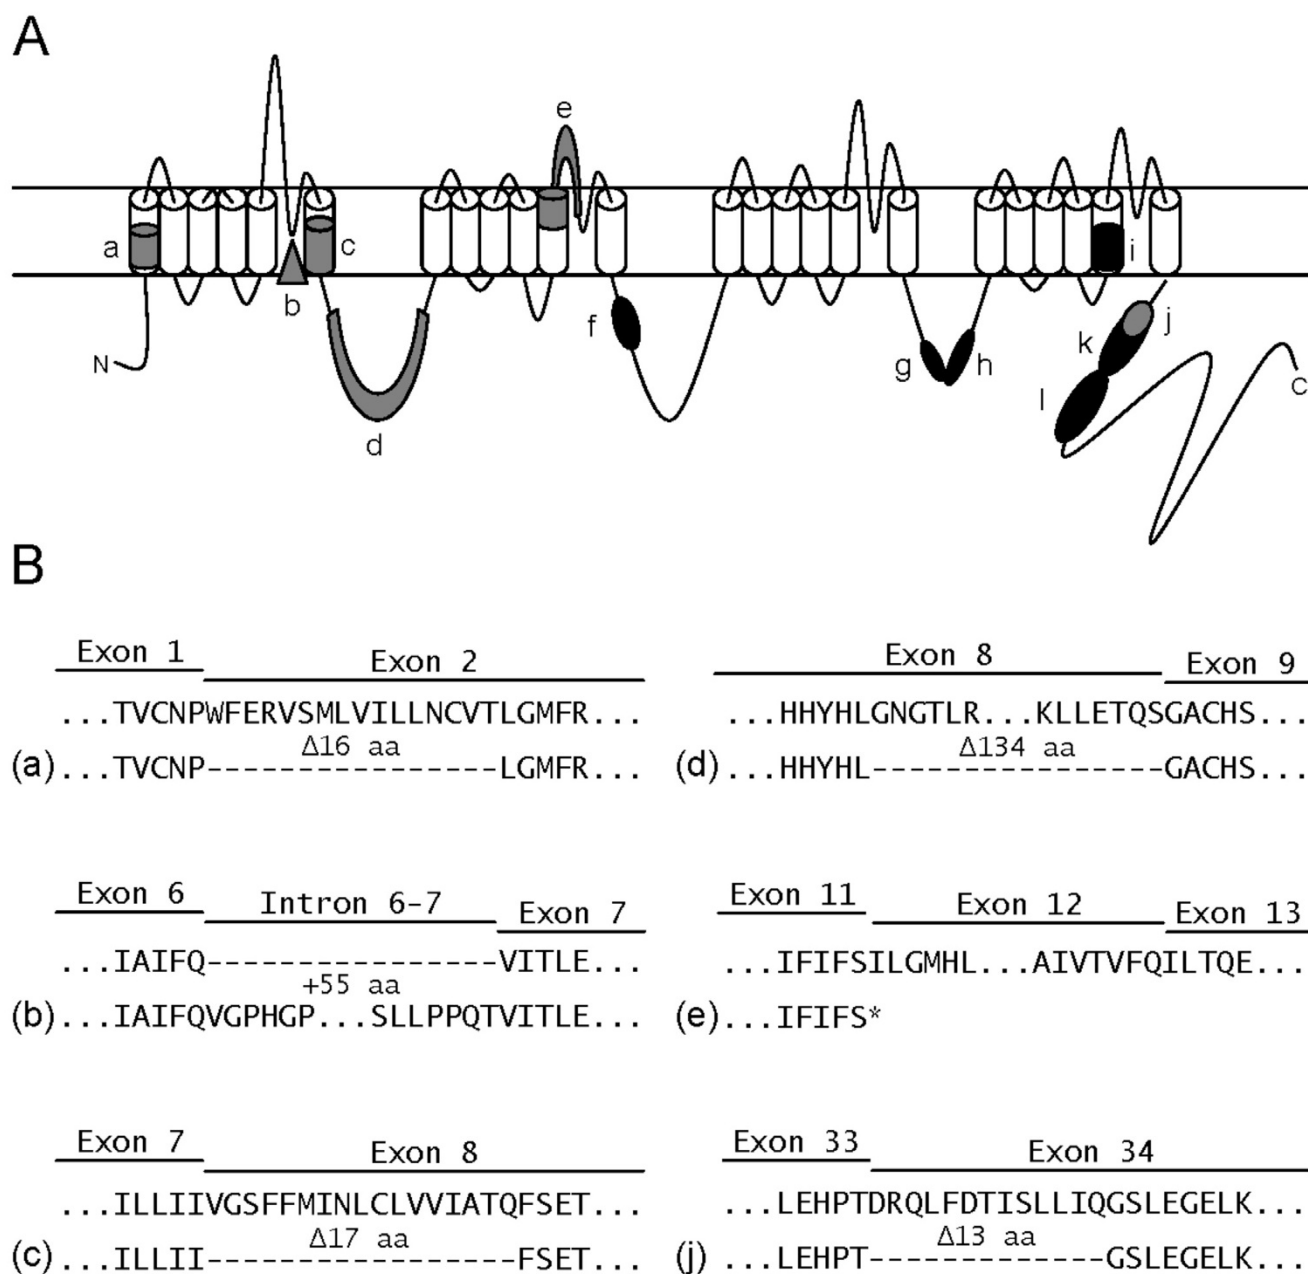 A
e
a
c
b
f
i
N
d
g
h
k
j
l
C
B
Exon 1
Exon 2
...TVCNPWFERVSMLVILLNCVTLGMFR...
Δ16 aa
(a)...TVCNP----------------LGMFR...
Exon 8
Exon 9
...HHYHLGNGTLR...KLLETQSGACHS...
Δ134 aa
(d)...HHYHL----------------GACHS...
Exon 6
Intron 6-7
Exon 7
...IAIFQ----------------VITLE...
+55 aa
(b)...IAIFQVGPHGP...SLLPPQTVITLE...
Exon 11
Exon 12
Exon 13
...IFIFSILGMHL...AIVTVFQILTQE...
(e)...IFIFS*
Exon 7
Exon 8
...ILLIIVGSFFMINLCLVVIATQFSET...
Δ17 aa
(c)...ILLII-----------------FSET...
Exon 33
Exon 34
...LEHPTDRQLFDTISLLIQGSLEGELK...
Δ13 aa
(j)...LEHPT-------------GSLEGELK...